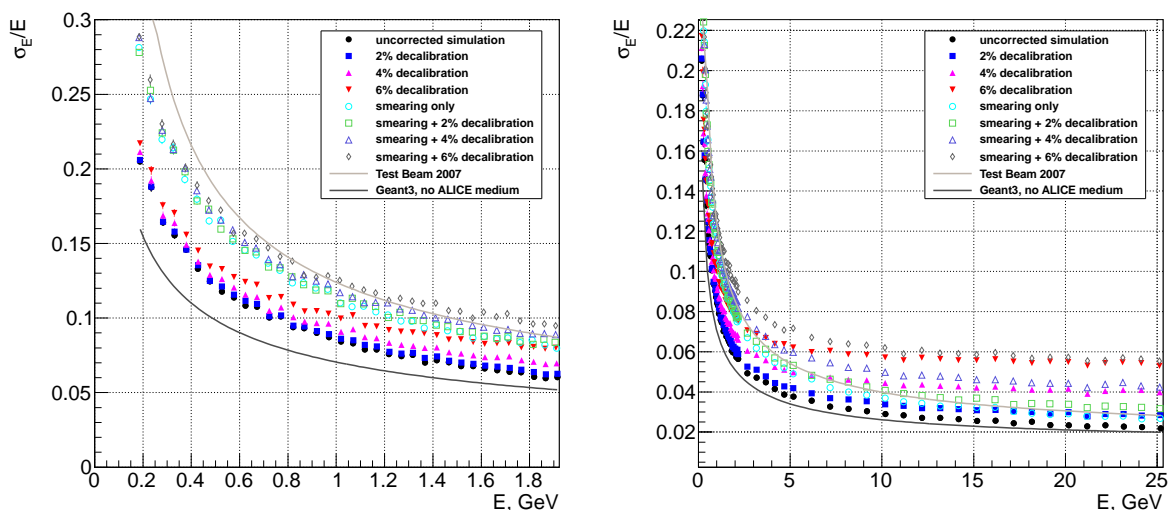 σ_E/E
0.3
0.25
0.2
0.15
0.1
0.05
0
uncorrected simulation
2% decalibration
4% decalibration
6% decalibration
smearing only
smearing + 2% decalibration
smearing + 4% decalibration
smearing + 6% decalibration
Test Beam 2007
Geant3, no ALICE medium
0 0.2 0.4 0.6 0.8 1 1.2 1.4 1.6 1.8
E, GeV
σ_E/E
0.22
0.2
0.18
0.16
0.14
0.12
0.1
0.08
0.06
0.04
0.02
uncorrected simulation
2% decalibration
4% decalibration
6% decalibration
smearing only
smearing + 2% decalibration
smearing + 4% decalibration
smearing + 6% decalibration
Test Beam 2007
Geant3, no ALICE medium
0 5 10 15 20 25
E, GeV